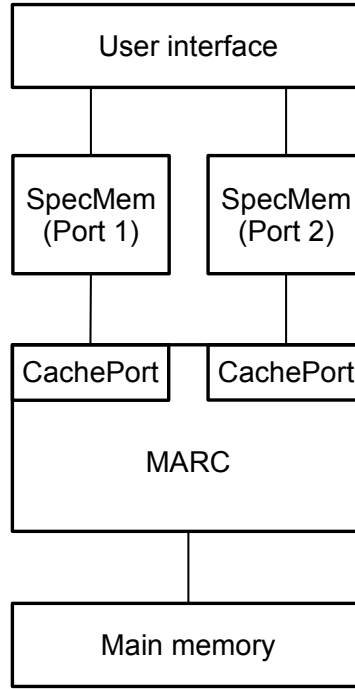 User interface
SpecMem
(Port 1)
SpecMem
(Port 2)
CachePort
CachePort
MARC
Main memory